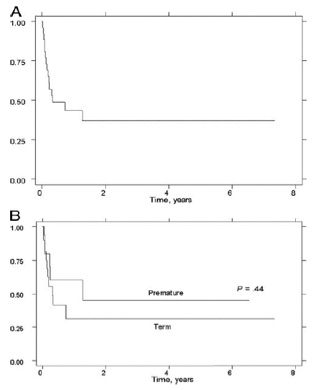 A
1.00
0.75
0.50
0.25
0.00
0 2 4 6 8
Time, years
B
1.00
0.75
0.50
0.25
0.00
Premature
P = .44
Term
0 2 4 6 8
Time, years